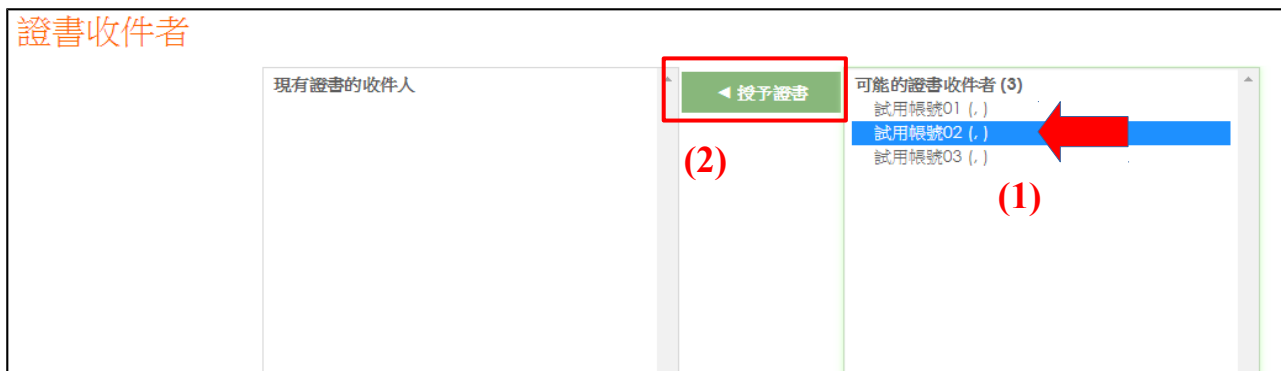 證書收件者
現有證書的收件人
◄ 授予證書
(2)
可能的證書收件者 (3)
試用帳號01 (, )
試用帳號02 (, )
試用帳號03 (, )
(1)